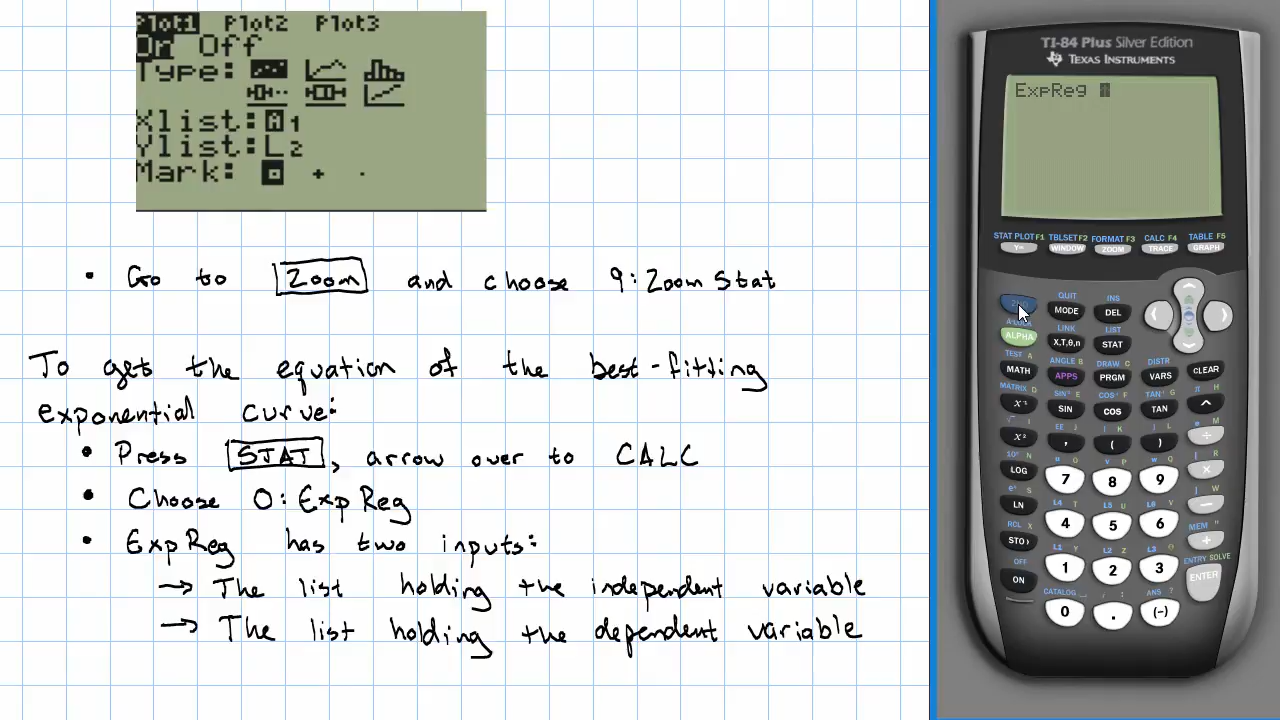 Plot1 Plot2 Plot3
On Off
Type:
Xlist:L1
Ylist:L2
Mark: ▫ + ·
• Go to Zoom and choose 9:ZoomStat
To get the equation of the best-fitting
exponential curve:
• Press STAT, arrow over to CALC
• Choose 0:ExpReg
• ExpReg has two inputs:
→ The list holding the independent variable
→ The list holding the dependent variable
TI-84 Plus Silver Edition
TEXAS INSTRUMENTS
ExpReg
STAT PLOT F1 TBLSET F2 FORMAT F3 CALC F4 TABLE F5
Y= WINDOW ZOOM TRACE GRAPH
QUIT INS
2ND MODE DEL
A-LOCK LINK LIST
ALPHA X,T,θ,n STAT
TEST A ANGLE B DRAW C DISTR
MATH APPS PRGM VARS CLEAR
MATRIX D SIN⁻¹ E COS⁻¹ F TAN⁻¹ G π H
X⁻¹ SIN COS TAN ^
√ I EE J { K } L e M
X² , ( ) ÷
10ˣ N u O v P w Q [ R
LOG 7 8 9 ×
eˣ S L4 T L5 U L6 V ] W
LN 4 5 6 −
RCL X L1 Y L2 Z L3 θ MEM "
STO› 1 2 3 +
OFF CATALOG ⎵ i : ANS ? ENTRY SOLVE
ON 0 . (−) ENTER